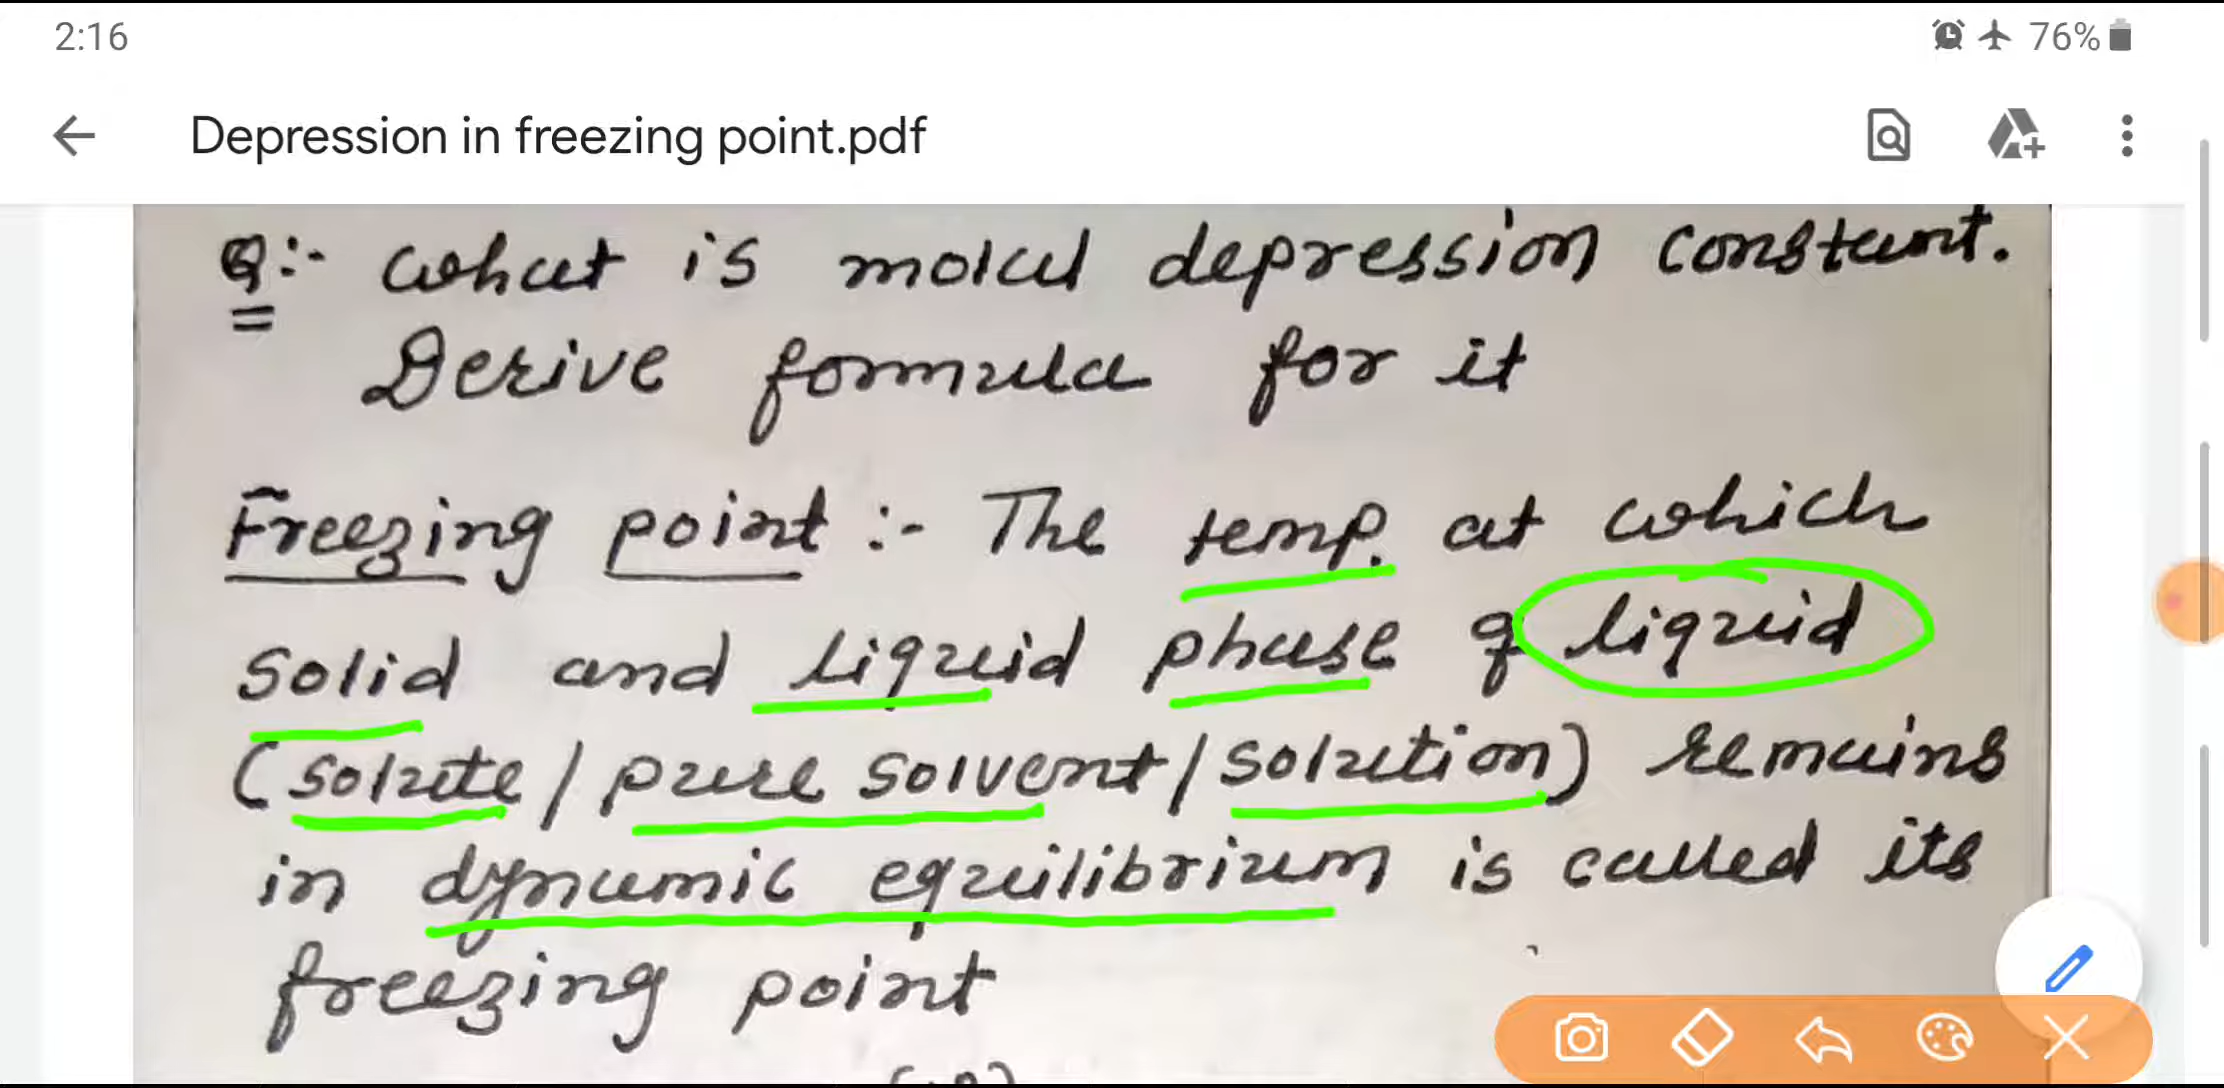 2:16
76%
Depression in freezing point.pdf
Q:- What is molal depression constant.
Derive formula for it
Freezing point :- The temp. at which
solid and liquid phase of liquid
(solute / pure solvent / solution) remains
in dynamic equilibrium is called its
freezing point